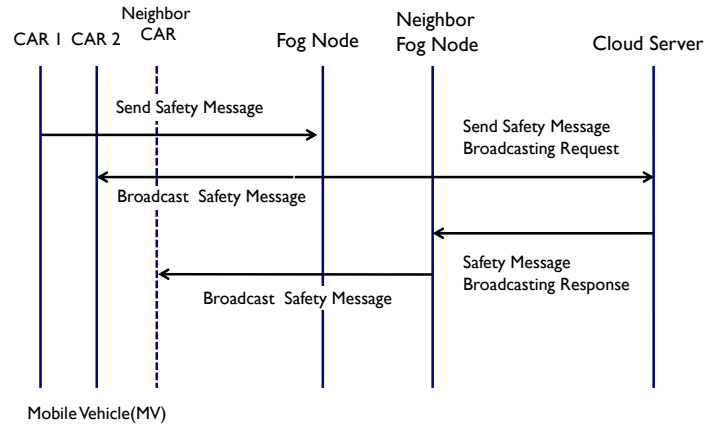 Neighbor
CAR
CAR 1 CAR 2
Fog Node
Neighbor
Fog Node
Cloud Server
Send Safety Message
Send Safety Message
Broadcasting Request
Broadcast Safety Message
Safety Message
Broadcasting Response
Broadcast Safety Message
Mobile Vehicle(MV)